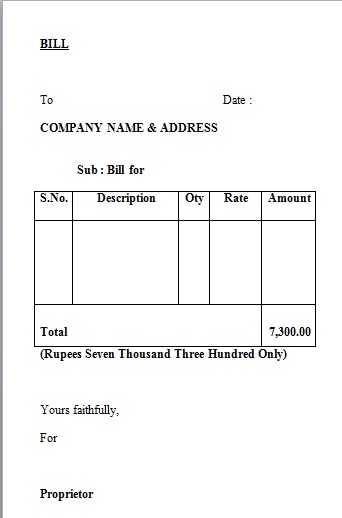 BILL
To Date :
COMPANY NAME & ADDRESS
Sub : Bill for
S.No. Description Qty Rate Amount
Total 7,300.00
(Rupees Seven Thousand Three Hundred Only)
Yours faithfully,
For
Proprietor